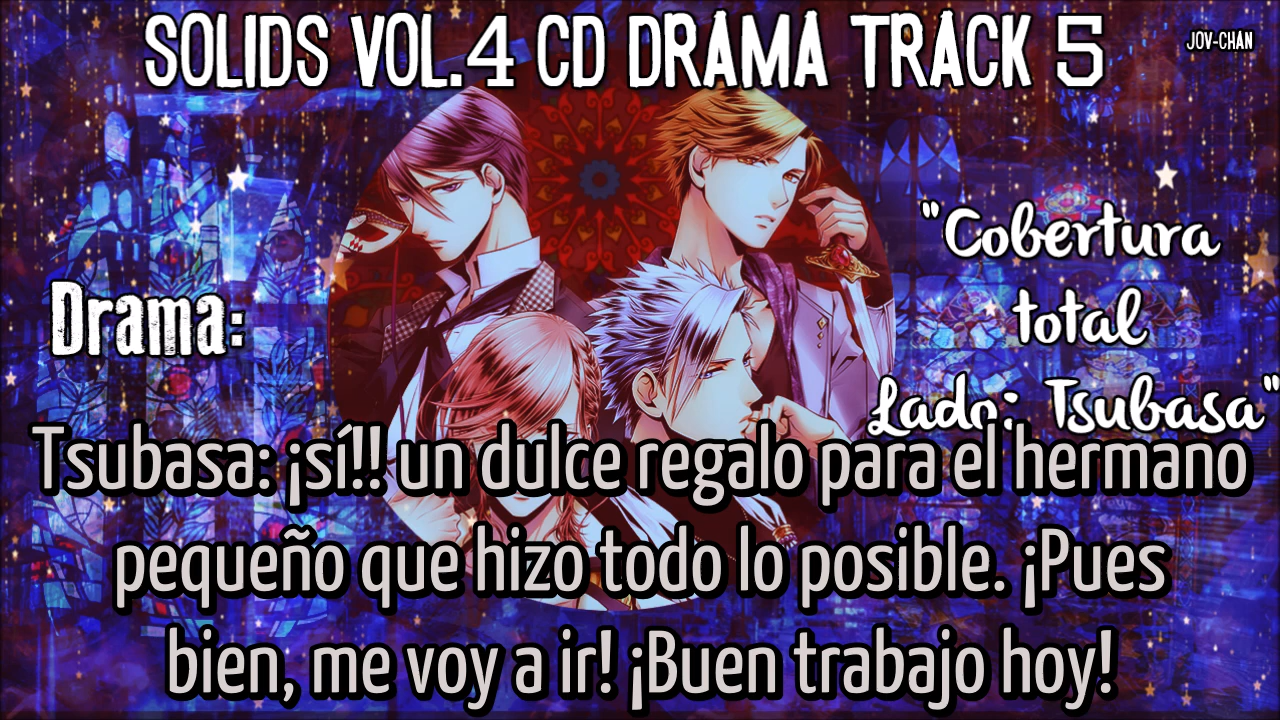 SOLIDS VOL.4 CD DRAMA TRACK 5
JOV-CHAN
"Cobertura
total
Lado: Tsubasa"
Drama:
Tsubasa: ¡sí!! un dulce regalo para el hermano
pequeño que hizo todo lo posible. ¡Pues
bien, me voy a ir! ¡Buen trabajo hoy!